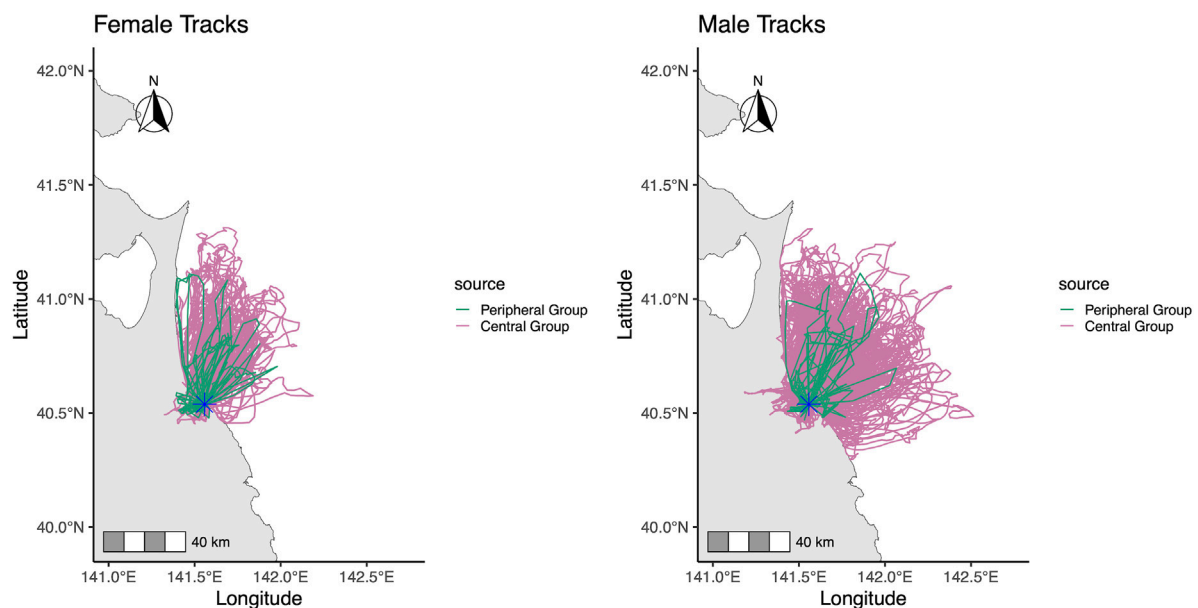 Female Tracks
42.0°N
41.5°N
41.0°N
40.5°N
40.0°N
Latitude
N
40 km
141.0°E 141.5°E 142.0°E 142.5°E
Longitude
source
Peripheral Group
Central Group
Male Tracks
42.0°N
41.5°N
41.0°N
40.5°N
40.0°N
Latitude
N
40 km
141.0°E 141.5°E 142.0°E 142.5°E
Longitude
source
Peripheral Group
Central Group